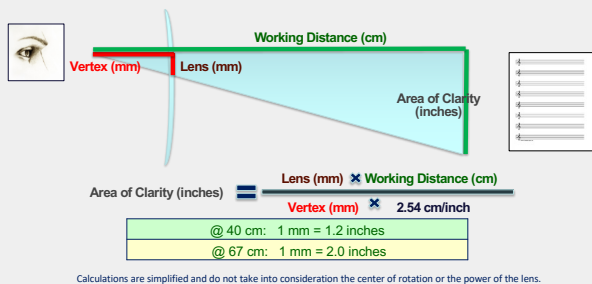 Working Distance (cm)
Vertex (mm) Lens (mm)
Area of Clarity
(inches)
Lens (mm) × Working Distance (cm)
Area of Clarity (inches) =
Vertex (mm) × 2.54 cm/inch
@ 40 cm: 1 mm = 1.2 inches
@ 67 cm: 1 mm = 2.0 inches
Calculations are simplified and do not take into consideration the center of rotation or the power of the lens.